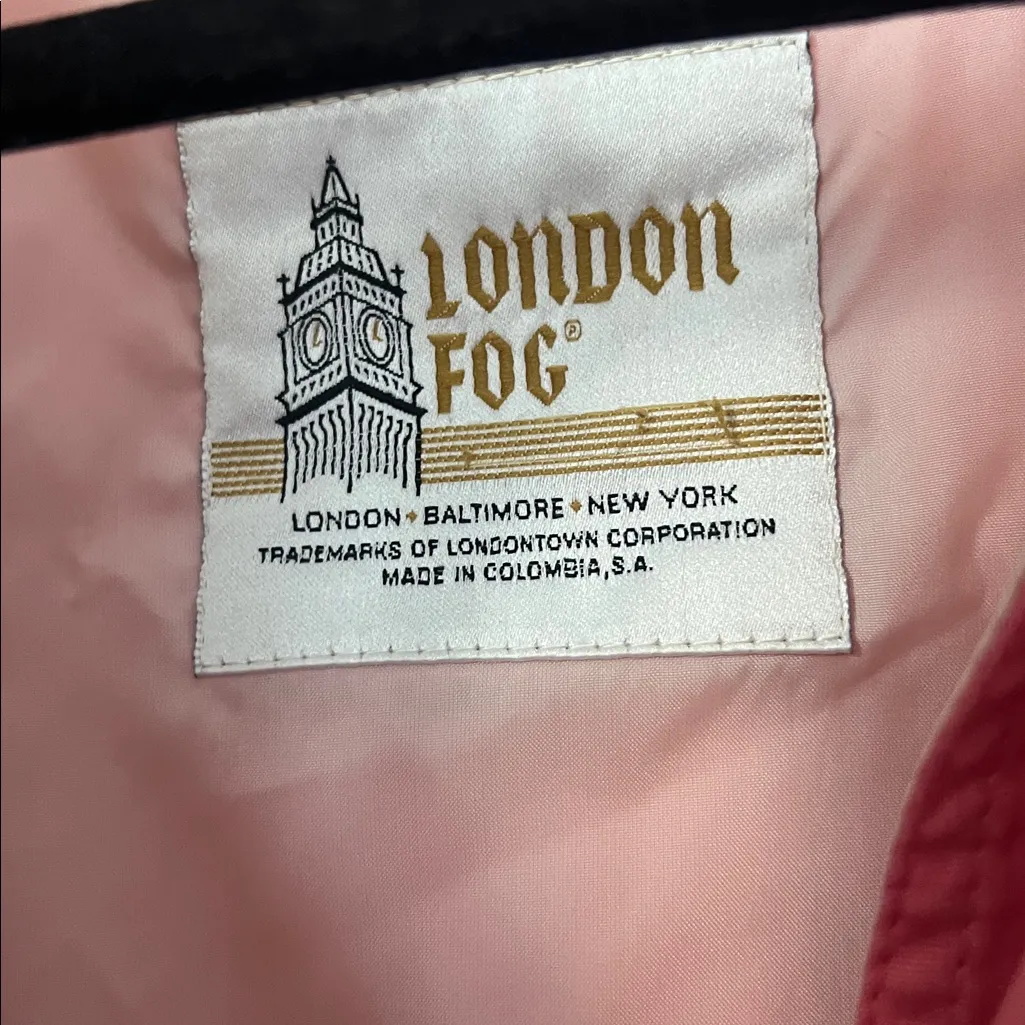 LONDON
FOG®
L L
LONDON • BALTIMORE • NEW YORK
TRADEMARKS OF LONDONTOWN CORPORATION
MADE IN COLOMBIA, S.A.